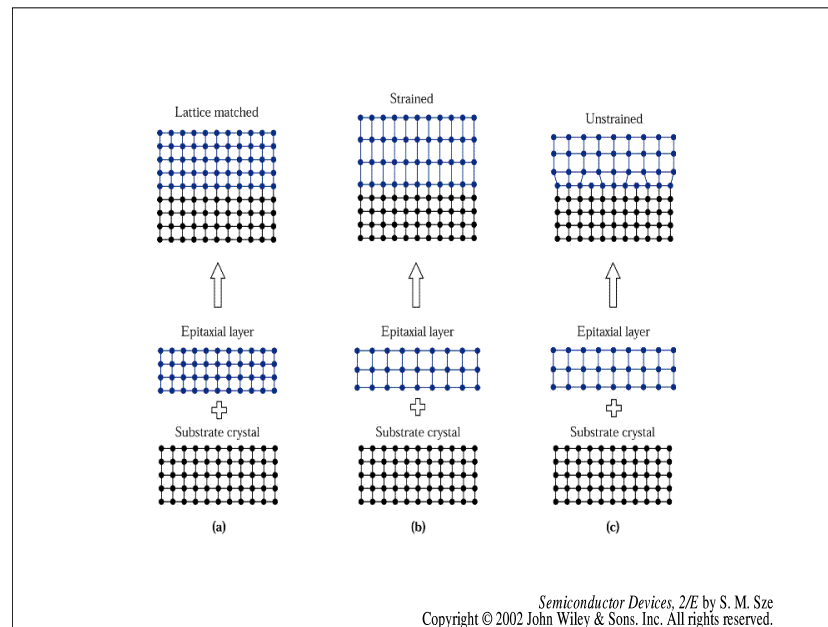 Lattice matched
Strained
Unstrained
Epitaxial layer
Epitaxial layer
Epitaxial layer
Substrate crystal
Substrate crystal
Substrate crystal
(a)
(b)
(c)
Semiconductor Devices, 2/E by S. M. Sze
Copyright © 2002 John Wiley & Sons. Inc. All rights reserved.